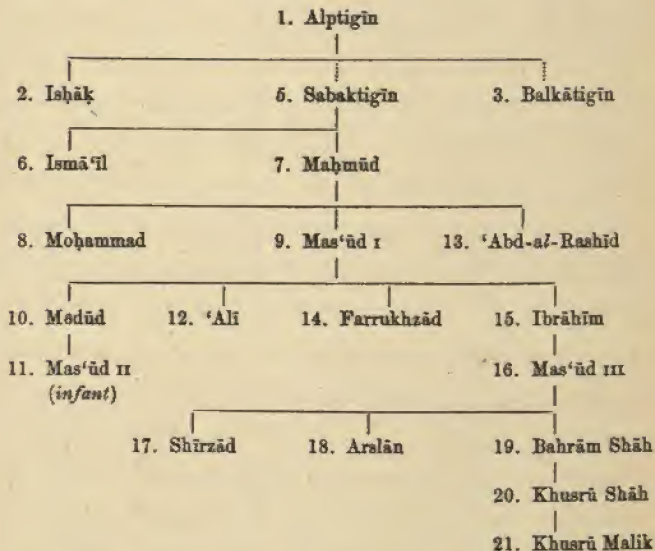 1. Alptigīn
2. Isḥāḳ 5. Sabaktigīn 3. Balkātigīn
6. Ismā‘īl 7. Maḥmūd
8. Moḥammad 9. Mas‘ūd I 13. ‘Abd-al-Rashīd
10. Mōdūd 12. ‘Alī 14. Farrukhzād 15. Ibrāhīm
11. Mas‘ūd II 16. Mas‘ūd III
(infant)
17. Shīrzād 18. Arslān 19. Bahrām Shāh
20. Khusrū Shāh
21. Khusrū Malik